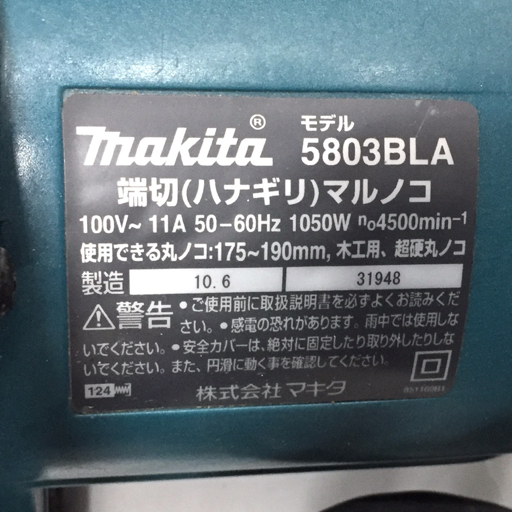 makita® モデル 5803BLA
端切(ハナギリ)マルノコ
100V~ 11A 50-60Hz 1050W n₀4500min⁻¹
使用できる丸ノコ:175~190mm, 木工用、超硬丸ノコ
製造 10.6 31948
⚠警告 •ご使用前に取扱説明書を必ずよくお読みくだ
さい。•感電の恐れがあります。雨中では使用しな
いでください。•安全カバーは、絶対に固定したり取り外したりしな
いでください。また、円滑に動く事を確認してください。
124 株式会社 マキタ